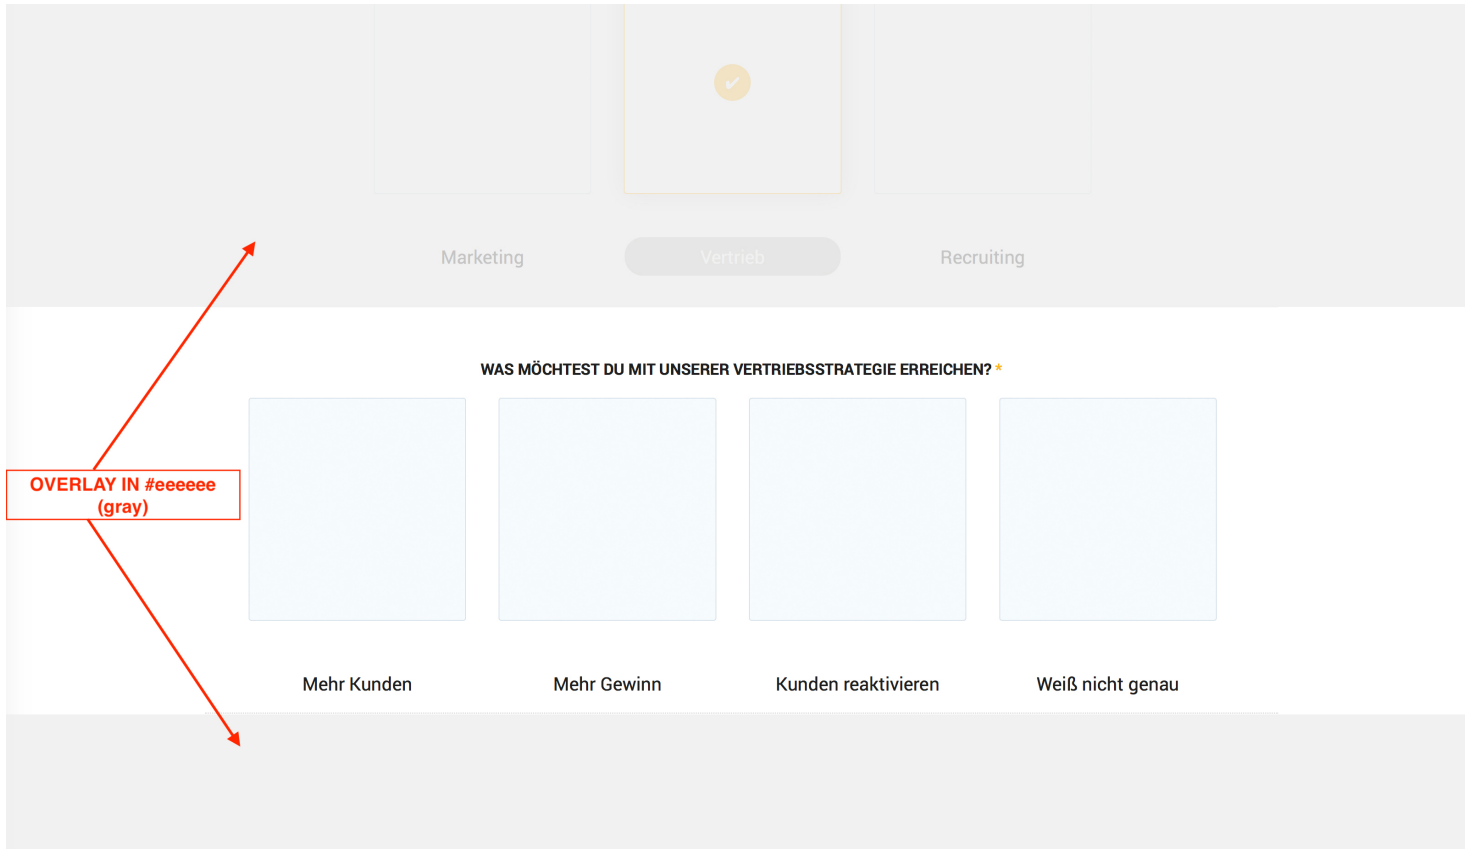 Marketing
Vertrieb
Recruiting
WAS MÖCHTEST DU MIT UNSERER VERTRIEBSSTRATEGIE ERREICHEN? *
OVERLAY IN #eeeeee
(gray)
Mehr Kunden
Mehr Gewinn
Kunden reaktivieren
Weiß nicht genau